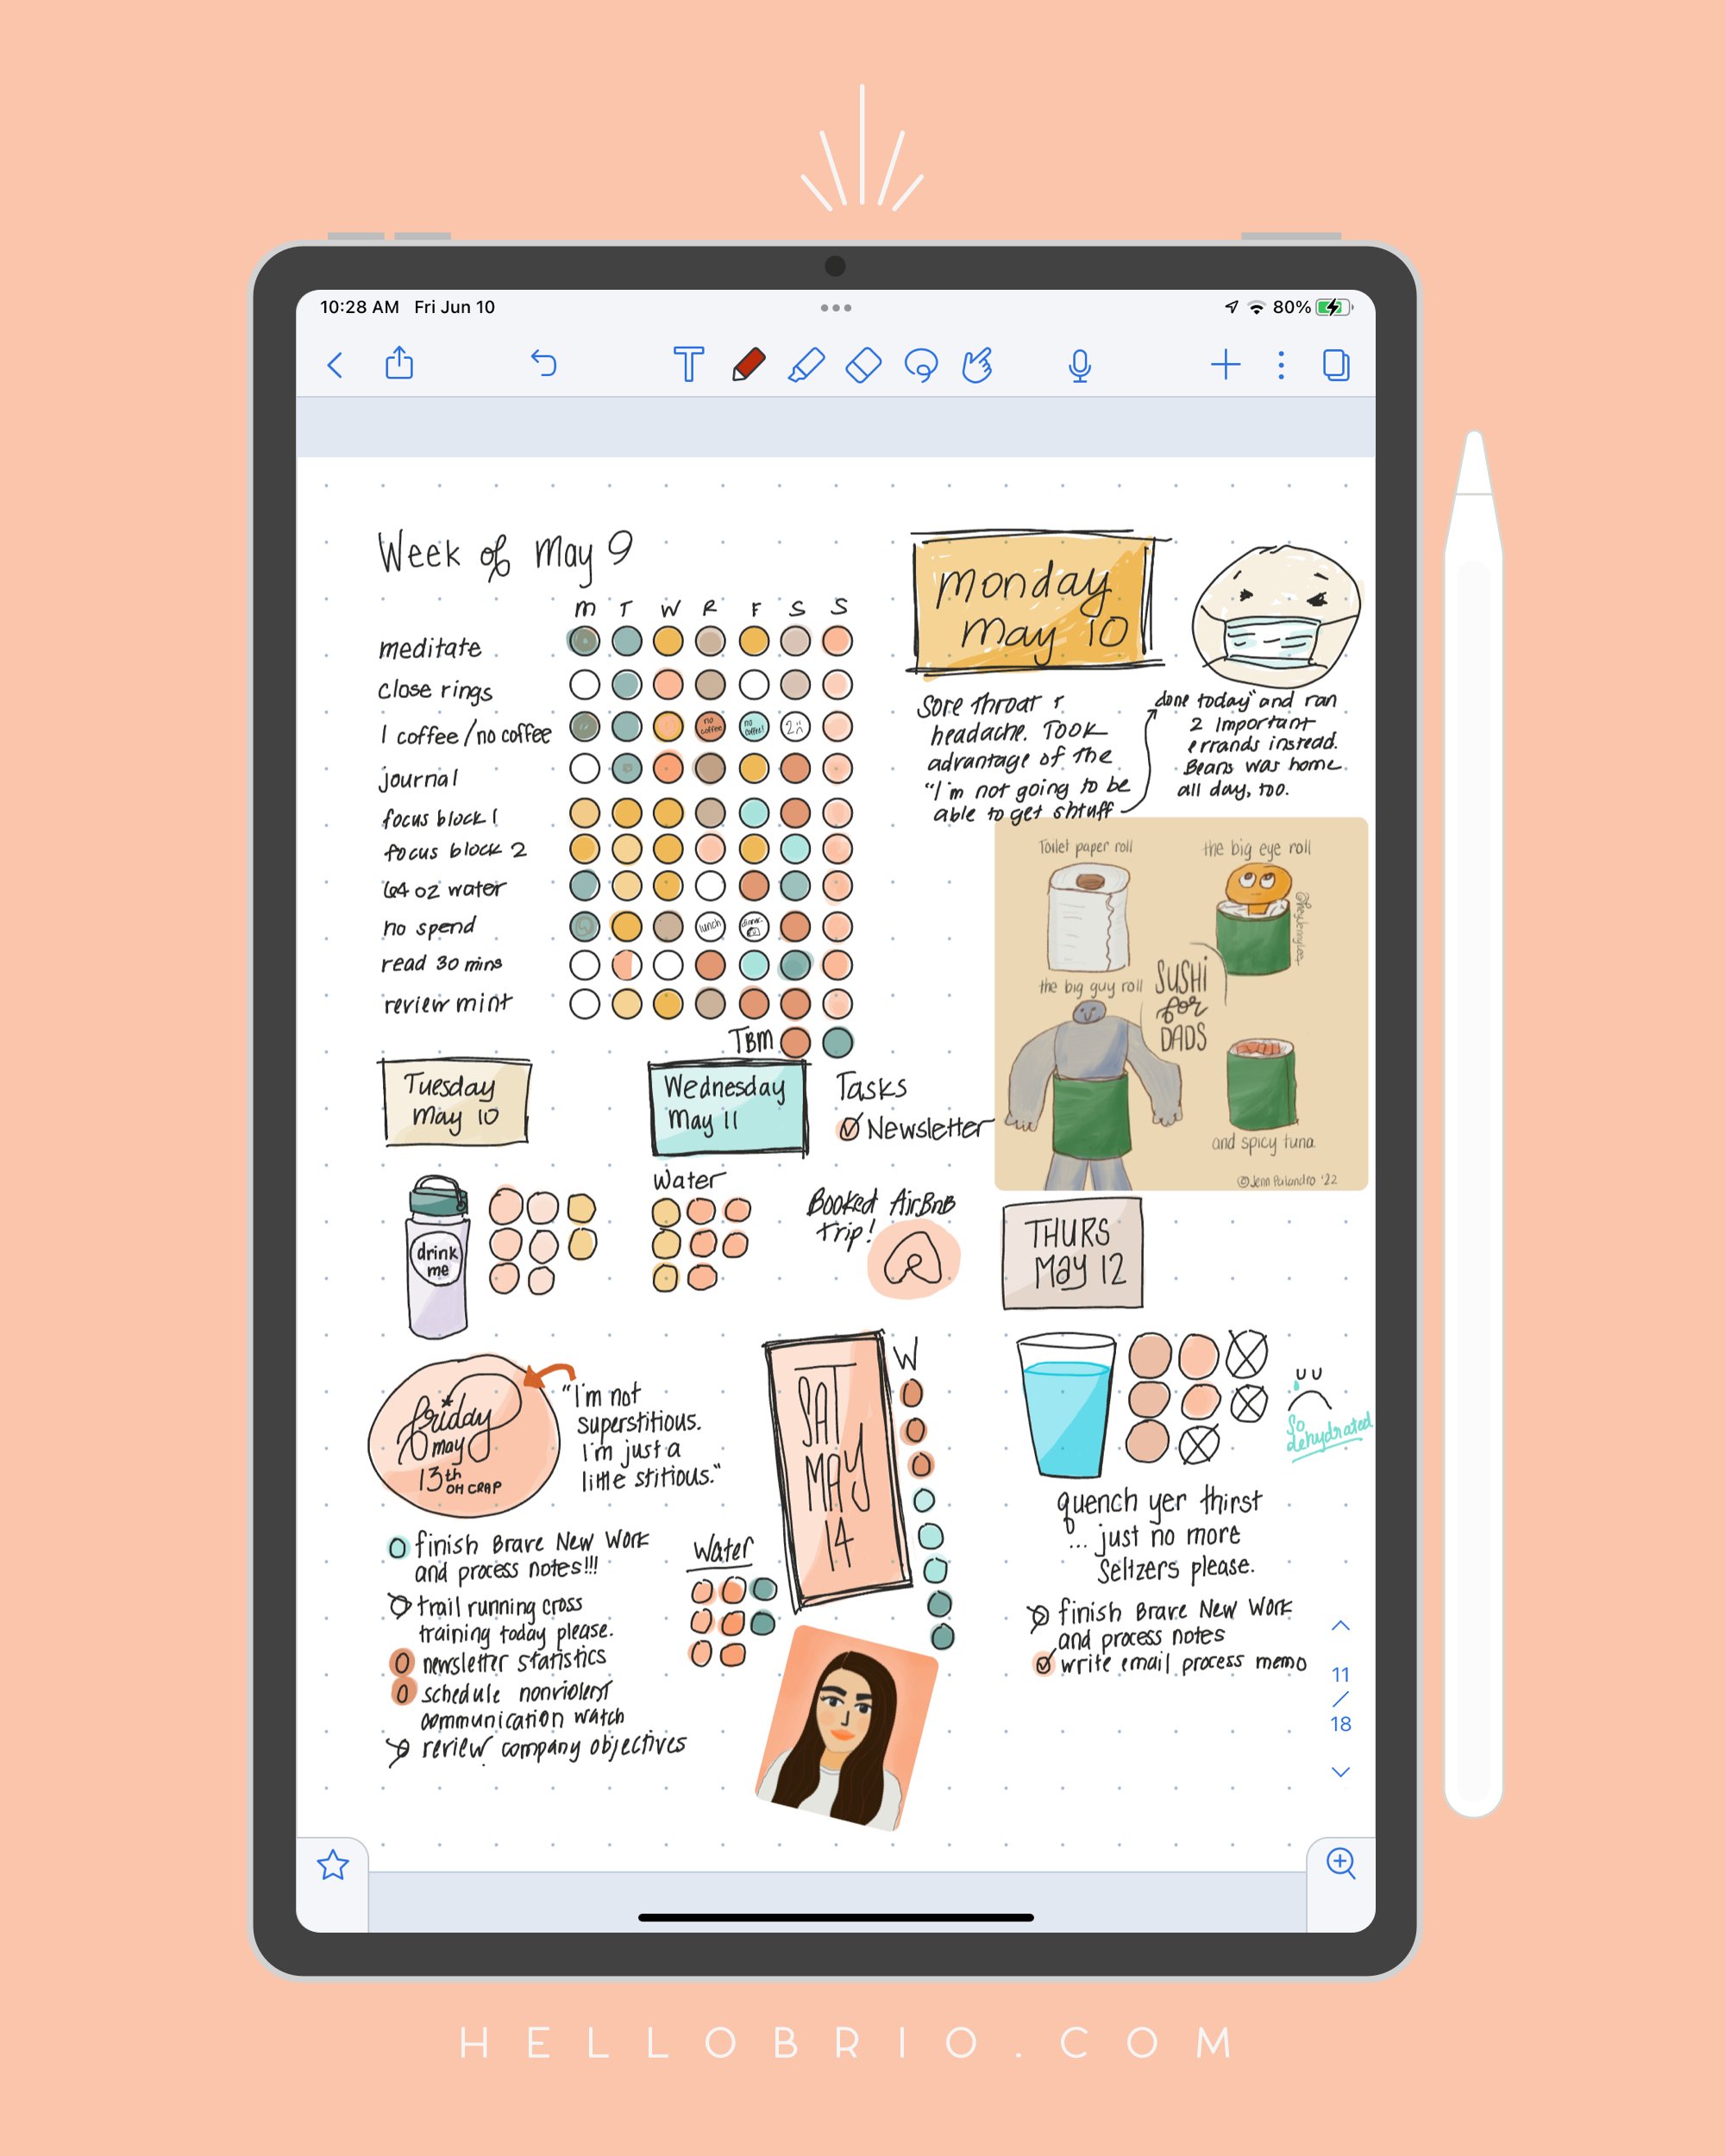 10:28 AM Fri Jun 10
80%
Week of May 9
M T W R F S S
meditate
close rings
1 coffee/no coffee
no coffee
no coffee!
2
journal
focus block 1
focus block 2
64 oz water
no spend
lunch
read 30 mins
review mint
TBM
monday
may 10
Sore throat +
headache. Took
advantage of the
"I'm not going to be
able to get shtuff
done today" and ran
2 important
errands instead.
Beans was home
all day, too.
Toilet paper roll
the big eye roll
@heyjennylee
the big guy roll
SUSHI
for
DADS
and spicy tuna.
©Jenn Palandro '22
Tuesday
May 10
drink
me
Wednesday
May 11
Water
Tasks
Newsletter
Booked AirBnB
trip!
THURS
May 12
So
dehydrated
quench yer thirst
... just no more
Seltzers please.
finish Brave New Work
and process notes
write email process memo
friday
may
13th
OH CRAP
"I'm not
superstitious.
I'm just a
little stitious."
finish Brave New Work
and process notes!!!
trail running cross
training today please.
newsletter statistics
schedule nonviolent
communication watch
review company objectives
Water
SAT
MAY
14
W
11
/
18
HELLOBRIO.COM